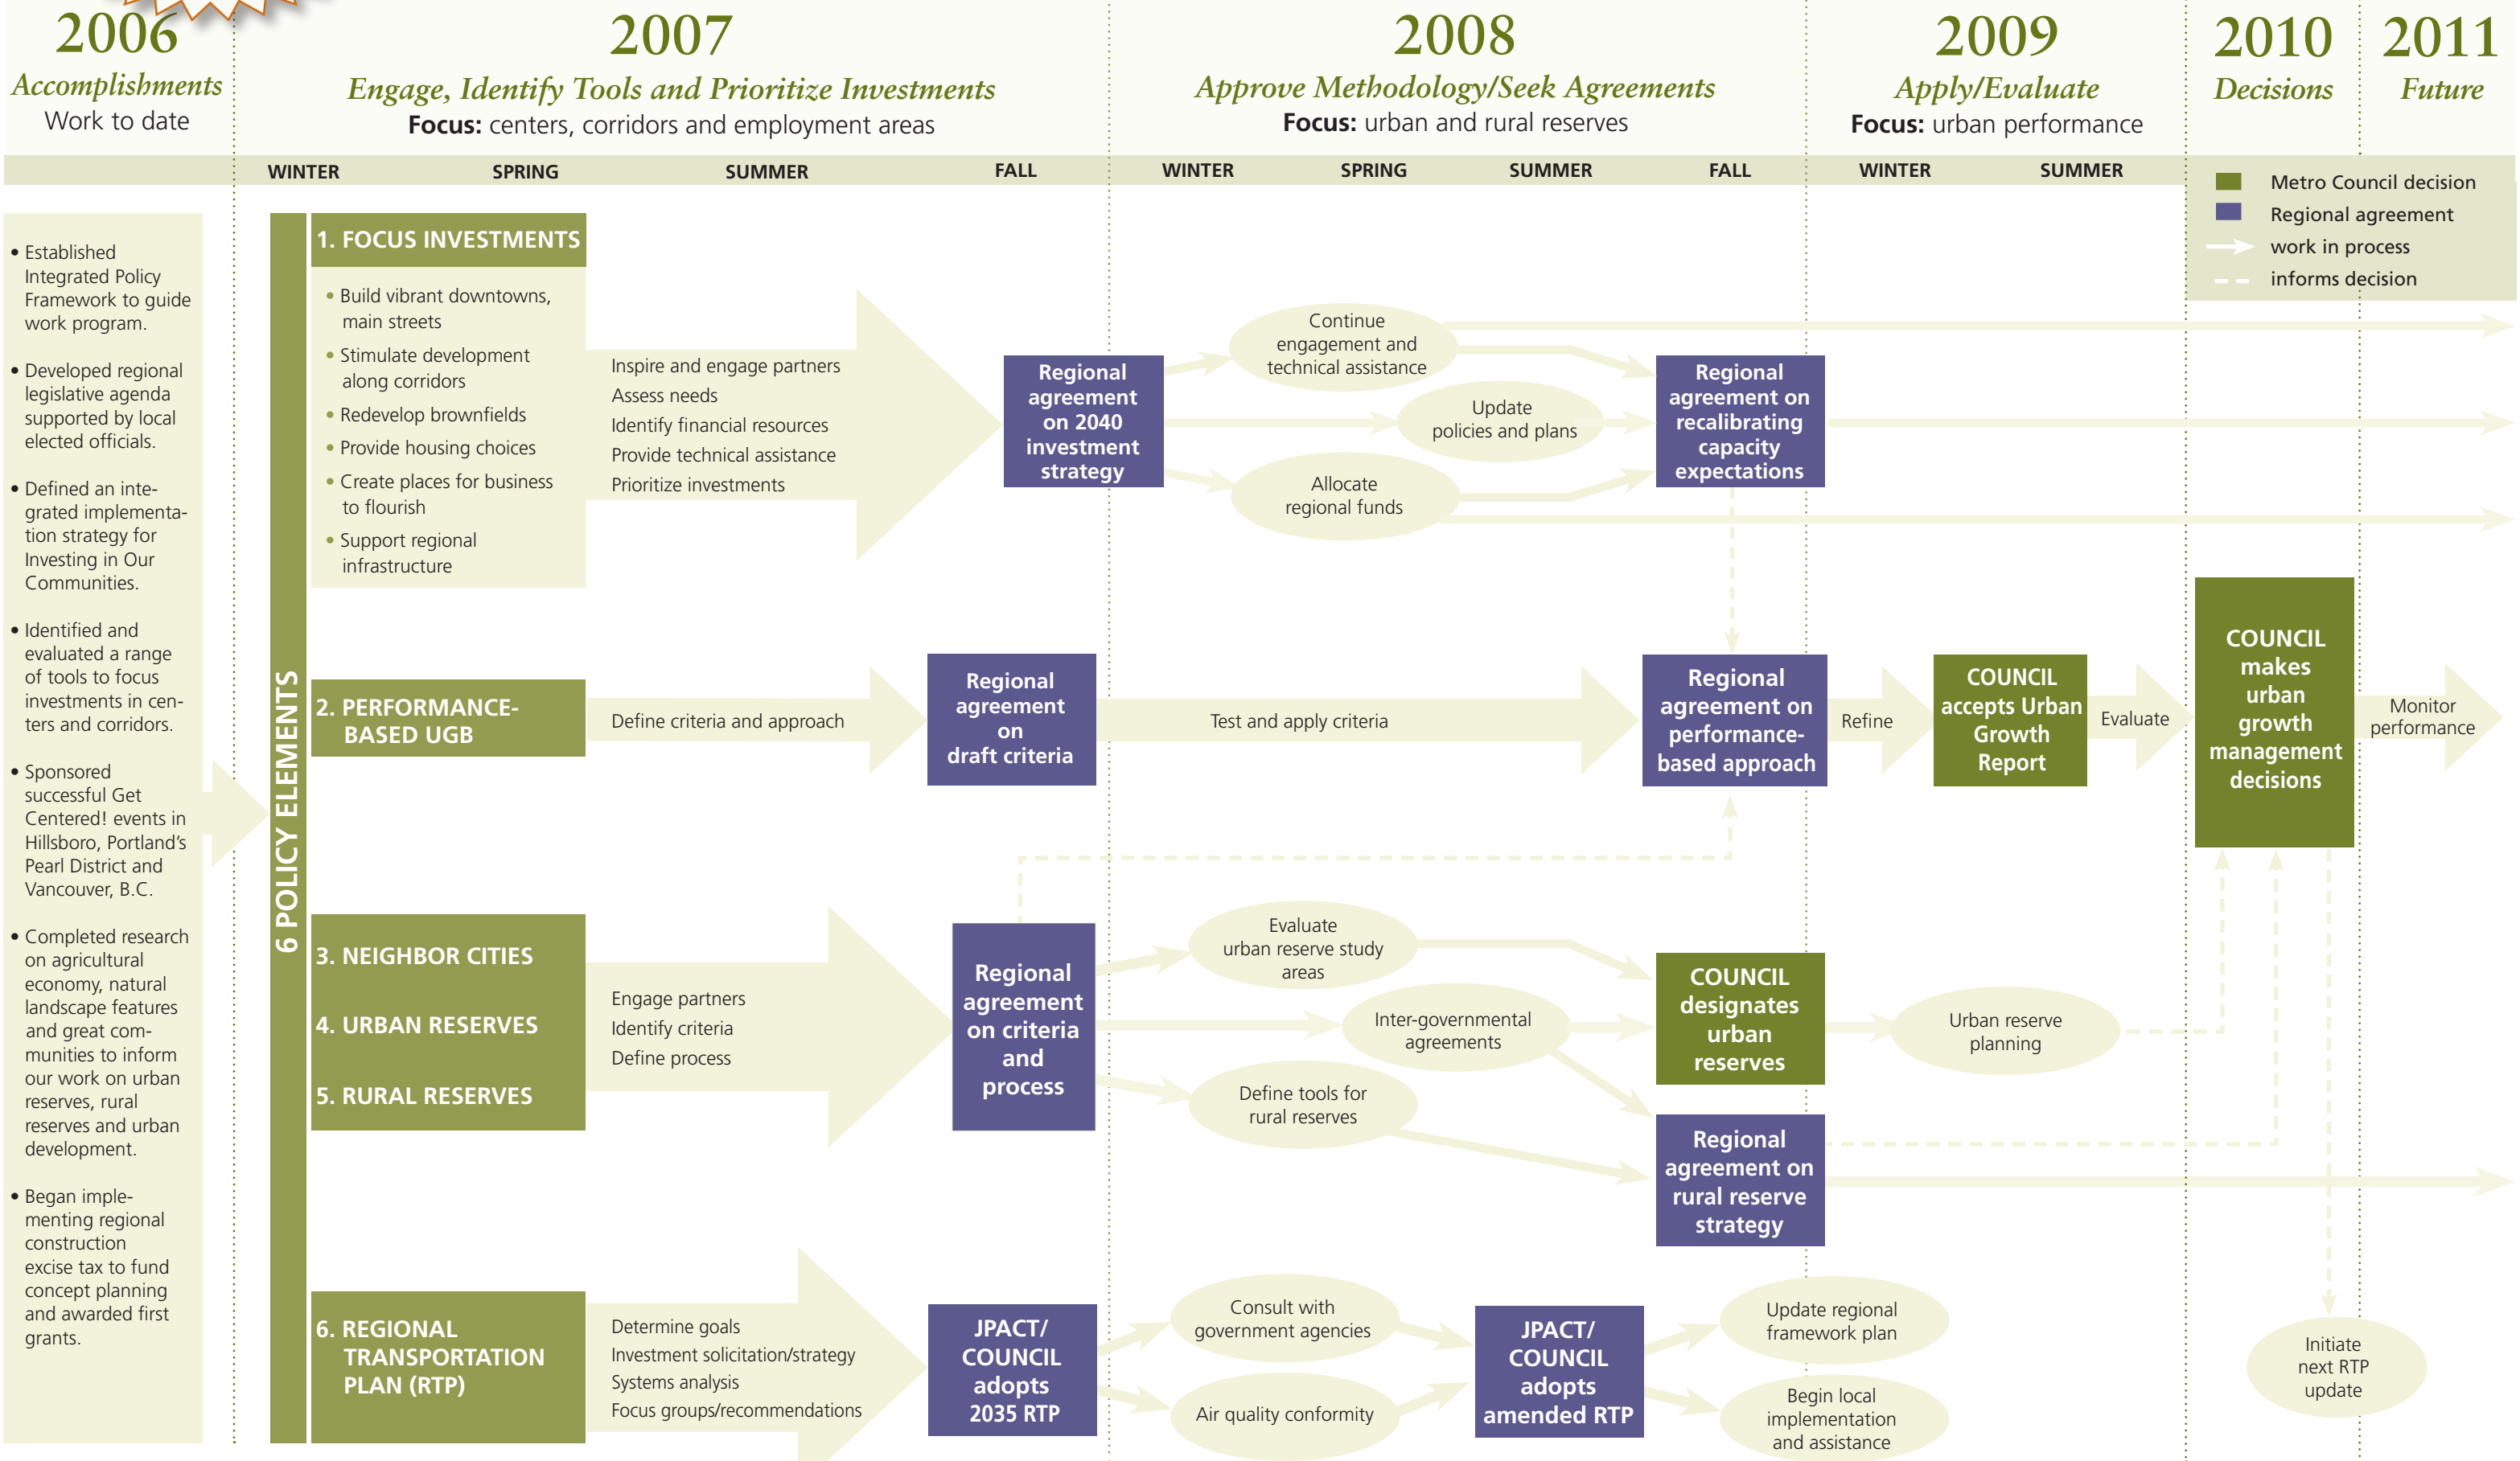 2006
Accomplishments
Work to date
2007
Engage, Identify Tools and Prioritize Investments
Focus: centers, corridors and employment areas
2008
Approve Methodology/Seek Agreements
Focus: urban and rural reserves
2009
Apply/Evaluate
Focus: urban performance
2010
Decisions
2011
Future
WINTER
SPRING
SUMMER
FALL
WINTER
SPRING
SUMMER
FALL
WINTER
SUMMER
Metro Council decision
Regional agreement
work in process
informs decision
• Established
Integrated Policy
Framework to guide
work program.
• Developed regional
legislative agenda
supported by local
elected officials.
• Defined an inte-
grated implementa-
tion strategy for
Investing in Our
Communities.
• Identified and
evaluated a range
of tools to focus
investments in cen-
ters and corridors.
• Sponsored
successful Get
Centered! events in
Hillsboro, Portland's
Pearl District and
Vancouver, B.C.
• Completed research
on agricultural
economy, natural
landscape features
and great com-
munities to inform
our work on urban
reserves, rural
reserves and urban
development.
• Began imple-
menting regional
construction
excise tax to fund
concept planning
and awarded first
grants.
6 POLICY ELEMENTS
1. FOCUS INVESTMENTS
• Build vibrant downtowns,
main streets
• Stimulate development
along corridors
• Redevelop brownfields
• Provide housing choices
• Create places for business
to flourish
• Support regional
infrastructure
Inspire and engage partners
Assess needs
Identify financial resources
Provide technical assistance
Prioritize investments
Regional
agreement
on 2040
investment
strategy
Continue
engagement and
technical assistance
Update
policies and plans
Allocate
regional funds
Regional
agreement on
recalibrating
capacity
expectations
2. PERFORMANCE-
BASED UGB
Define criteria and approach
Regional
agreement
on
draft criteria
Test and apply criteria
Regional
agreement on
performance-
based approach
Refine
COUNCIL
accepts Urban
Growth
Report
Evaluate
COUNCIL
makes
urban
growth
management
decisions
Monitor
performance
3. NEIGHBOR CITIES
4. URBAN RESERVES
5. RURAL RESERVES
Engage partners
Identify criteria
Define process
Regional
agreement
on criteria
and
process
Evaluate
urban reserve study
areas
Inter-governmental
agreements
Define tools for
rural reserves
COUNCIL
designates
urban
reserves
Urban reserve
planning
Regional
agreement on
rural reserve
strategy
6. REGIONAL
TRANSPORTATION
PLAN (RTP)
Determine goals
Investment solicitation/strategy
Systems analysis
Focus groups/recommendations
JPACT/
COUNCIL
adopts
2035 RTP
Consult with
government agencies
Air quality conformity
JPACT/
COUNCIL
adopts
amended RTP
Update regional
framework plan
Begin local
implementation
and assistance
Initiate
next RTP
update